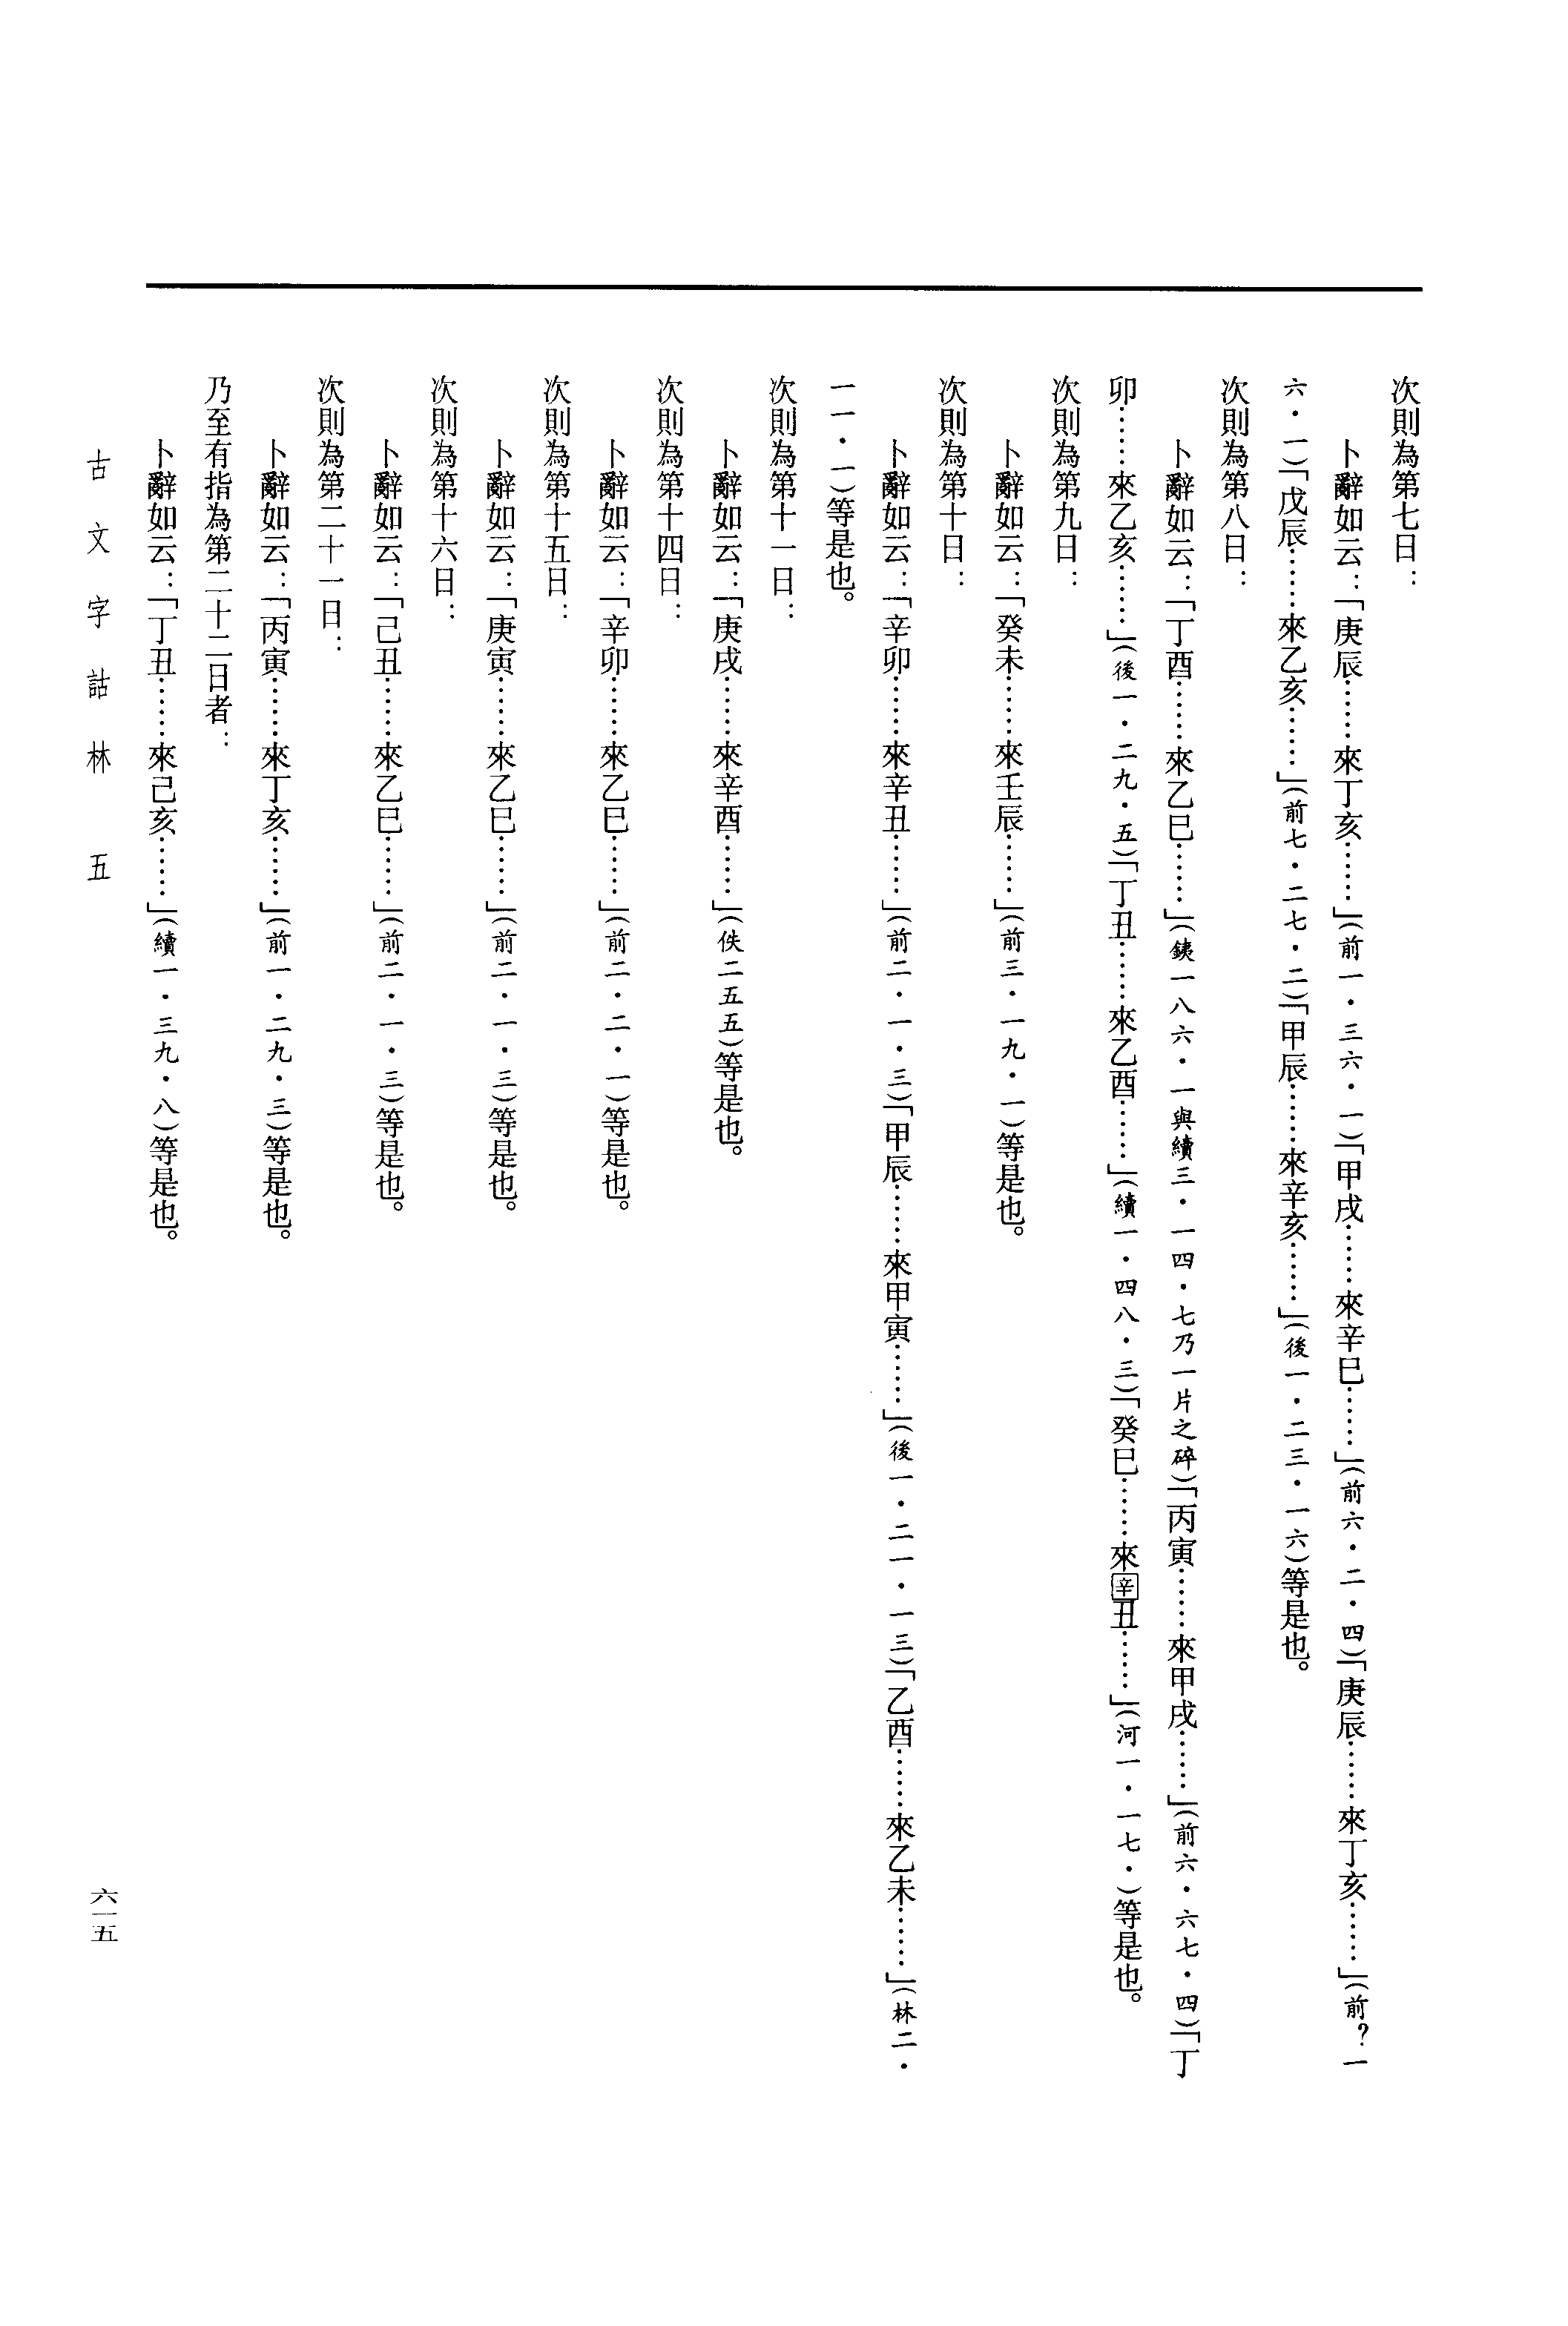 次則為第七日：
卜辭如云：「庚辰……來丁亥……」（前一·三六·一）「甲戌……來辛巳……」（前六·二·四）「庚辰……來丁亥……」（前？一
六·一）「戊辰……來乙亥……」（前七·二七·二）「甲辰……來辛亥……」（後一·二三·一六）等是也。
次則為第八日：
卜辭如云：「丁酉……來乙巳……」（鐵一八六·一與續三·一四·七乃一片之碎）「丙寅……來甲戌……」（前六·六七·四）「丁
卯……來乙亥……」（後一·二九·五）「丁丑……來乙酉……」（續一·四八·三）「癸巳……來辛丑……」（河一·一七·）等是也。
次則為第九日：
卜辭如云：「癸未……來壬辰……」（前三·一九·一）等是也。
次則為第十日：
卜辭如云：「辛卯……來辛丑……」（前二·一·三）「甲辰……來甲寅……」（後一·二一·一三）「乙酉……來乙未……」（林二·
一一·一）等是也。
次則為第十一日：
卜辭如云：「庚戌……來辛酉……」（佚二五五）等是也。
次則為第十四日：
卜辭如云：「辛卯……來乙巳……」（前二·二·一）等是也。
次則為第十五日：
卜辭如云：「庚寅……來乙巳……」（前二·一·三）等是也。
次則為第十六日：
卜辭如云：「己丑……來乙巳……」（前二·一·三）等是也。
次則為第二十一日：
卜辭如云：「丙寅……來丁亥……」（前一·二九·三）等是也。
乃至有指為第二十二日者：
卜辭如云：「丁丑……來己亥……」（續一·三九·八）等是也。
古文字詁林 五
六一五